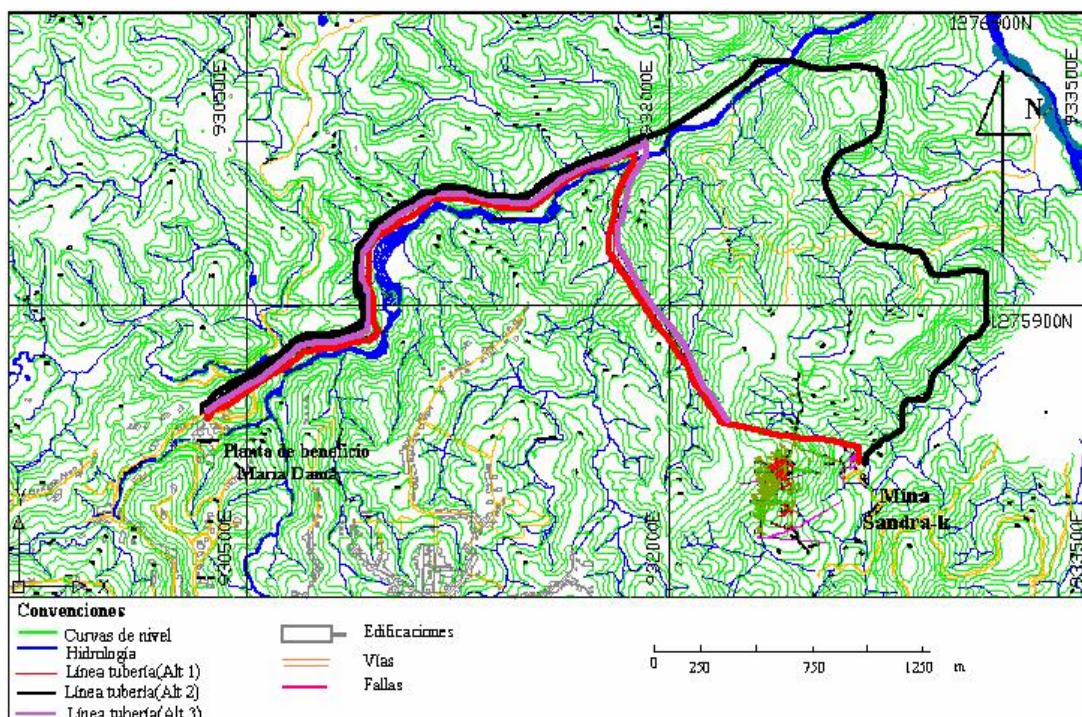 1276900N
930500E
932000E
933500E
N
1275900N
Planta de beneficio
Maria Dama
Mina
Sandra-k
930500E
932000E
933500E
Y
X
Convenciones
Curvas de nivel
Hidrología
Línea tubería(Alt 1)
Línea tubería(Alt 2)
Línea tubería(Alt 3)
Edificaciones
Vías
Fallas
0 250 750 1250 m